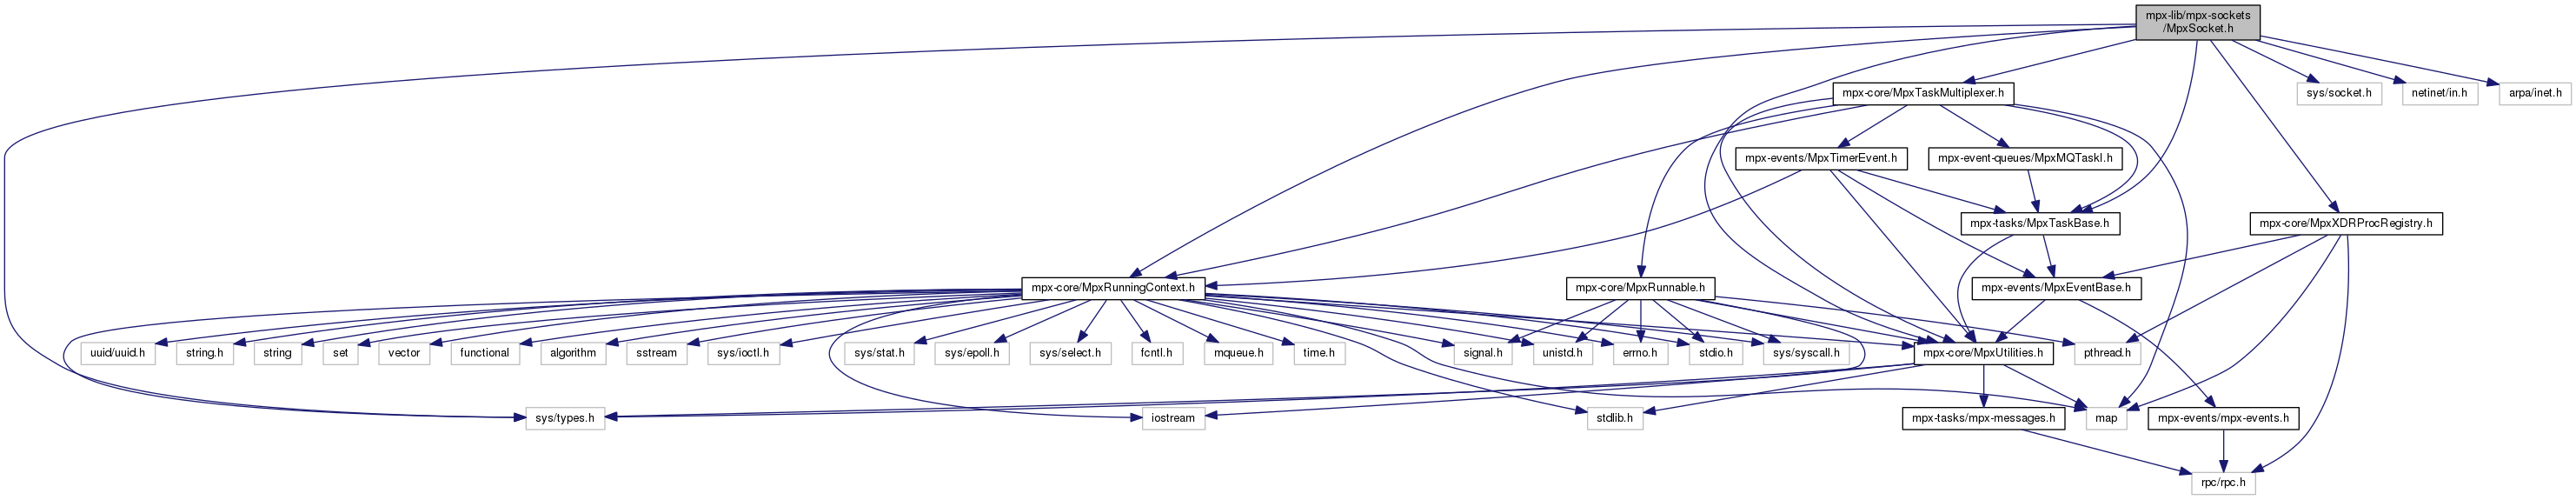 mpx-lib/mpx-sockets
/MpxSocket.h
mpx-core/MpxTaskMultiplexer.h
sys/socket.h
netinet/in.h
arpa/inet.h
mpx-events/MpxTimerEvent.h
mpx-event-queues/MpxMQTaskI.h
mpx-tasks/MpxTaskBase.h
mpx-core/MpxXDRProcRegistry.h
mpx-core/MpxRunningContext.h
mpx-core/MpxRunnable.h
mpx-events/MpxEventBase.h
uuid/uuid.h
string.h
string
set
vector
functional
algorithm
sstream
sys/ioctl.h
sys/stat.h
sys/epoll.h
sys/select.h
fcntl.h
mqueue.h
time.h
signal.h
unistd.h
errno.h
stdio.h
sys/syscall.h
mpx-core/MpxUtilities.h
pthread.h
sys/types.h
iostream
stdlib.h
mpx-tasks/mpx-messages.h
map
mpx-events/mpx-events.h
rpc/rpc.h